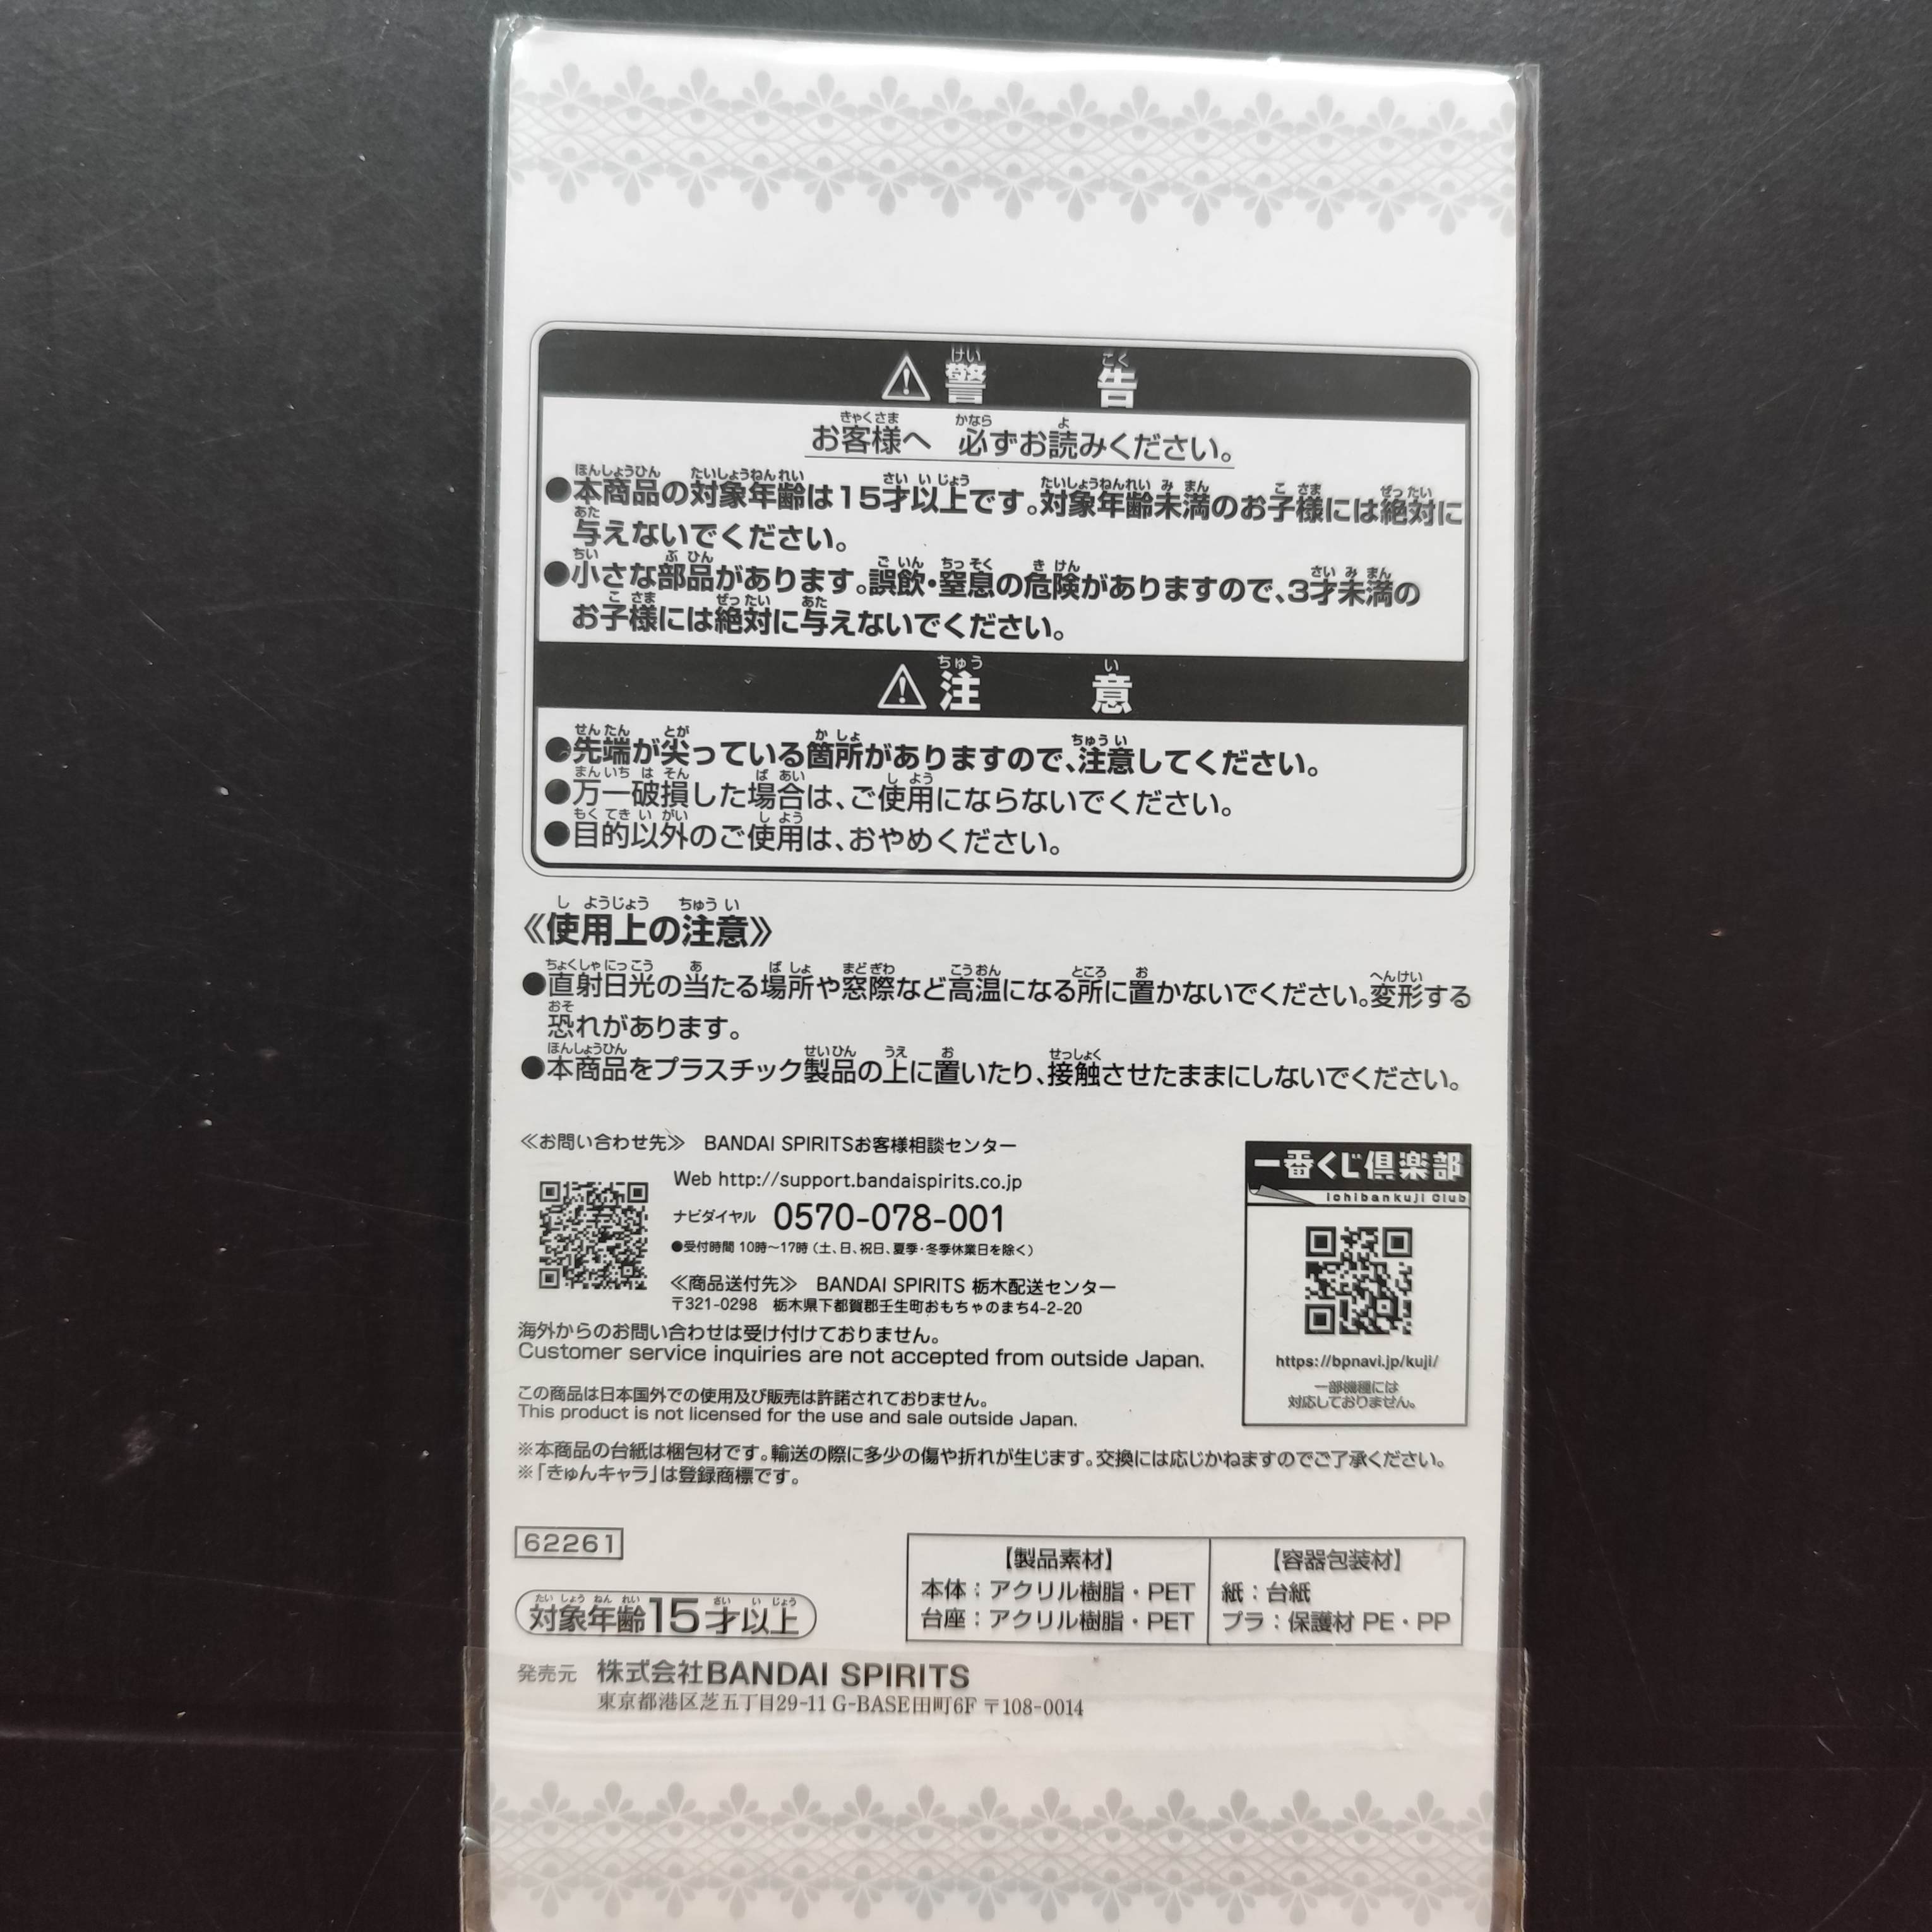 ⚠警告
お客様へ 必ずお読みください。
●本商品の対象年齢は15才以上です。対象年齢未満のお子様には絶対に
与えないでください。
●小さな部品があります。誤飲・窒息の危険がありますので、3才未満の
お子様には絶対に与えないでください。
⚠注意
●先端が尖っている箇所がありますので、注意してください。
●万一破損した場合は、ご使用にならないでください。
●目的以外のご使用は、おやめください。
《使用上の注意》
●直射日光の当たる場所や窓際など高温になる所に置かないでください。変形する
恐れがあります。
●本商品をプラスチック製品の上に置いたり、接触させたままにしないでください。
≪お問い合わせ先≫ BANDAI SPIRITSお客様相談センター
Web http://support.bandaispirits.co.jp
ナビダイヤル 0570-078-001
●受付時間 10時〜17時（土、日、祝日、夏季・冬季休業日を除く）
≪商品送付先≫ BANDAI SPIRITS 栃木配送センター
〒321-0298 栃木県下都賀郡壬生町おもちゃのまち4-2-20
海外からのお問い合わせは受け付けておりません。
Customer service inquiries are not accepted from outside Japan.
この商品は日本国外での使用及び販売は許諾されておりません。
This product is not licensed for the use and sale outside Japan.
一番くじ倶楽部
Ichibankuji Club
https://bpnavi.jp/kuji/
一部機種には
対応しておりません。
※本商品の台紙は梱包材です。輸送の際に多少の傷や折れが生じます。交換には応じかねますのでご了承ください。
※「きゅんキャラ」は登録商標です。
62261
対象年齢15才以上
【製品素材】
本体：アクリル樹脂・PET
台座：アクリル樹脂・PET
【容器包装材】
紙：台紙
プラ：保護材 PE・PP
発売元 株式会社BANDAI SPIRITS
東京都港区芝五丁目29-11 G-BASE田町6F 〒108-0014